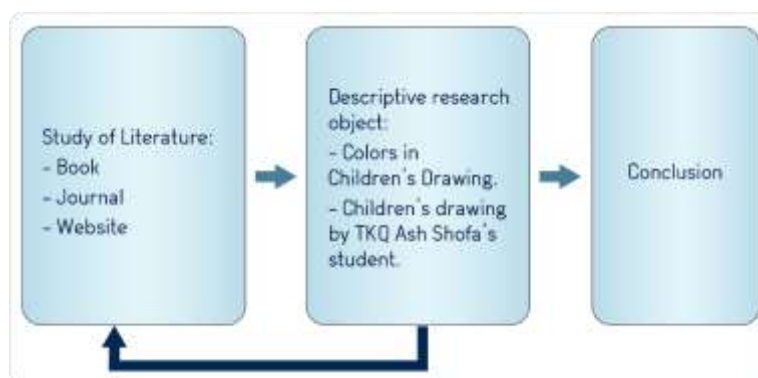 Study of Literature:
- Book
- Journal
- Website
Descriptive research
object:
- Colors in
Children's Drawing.
- Children's drawing
by TKQ Ash Shofa's
student.
Conclusion